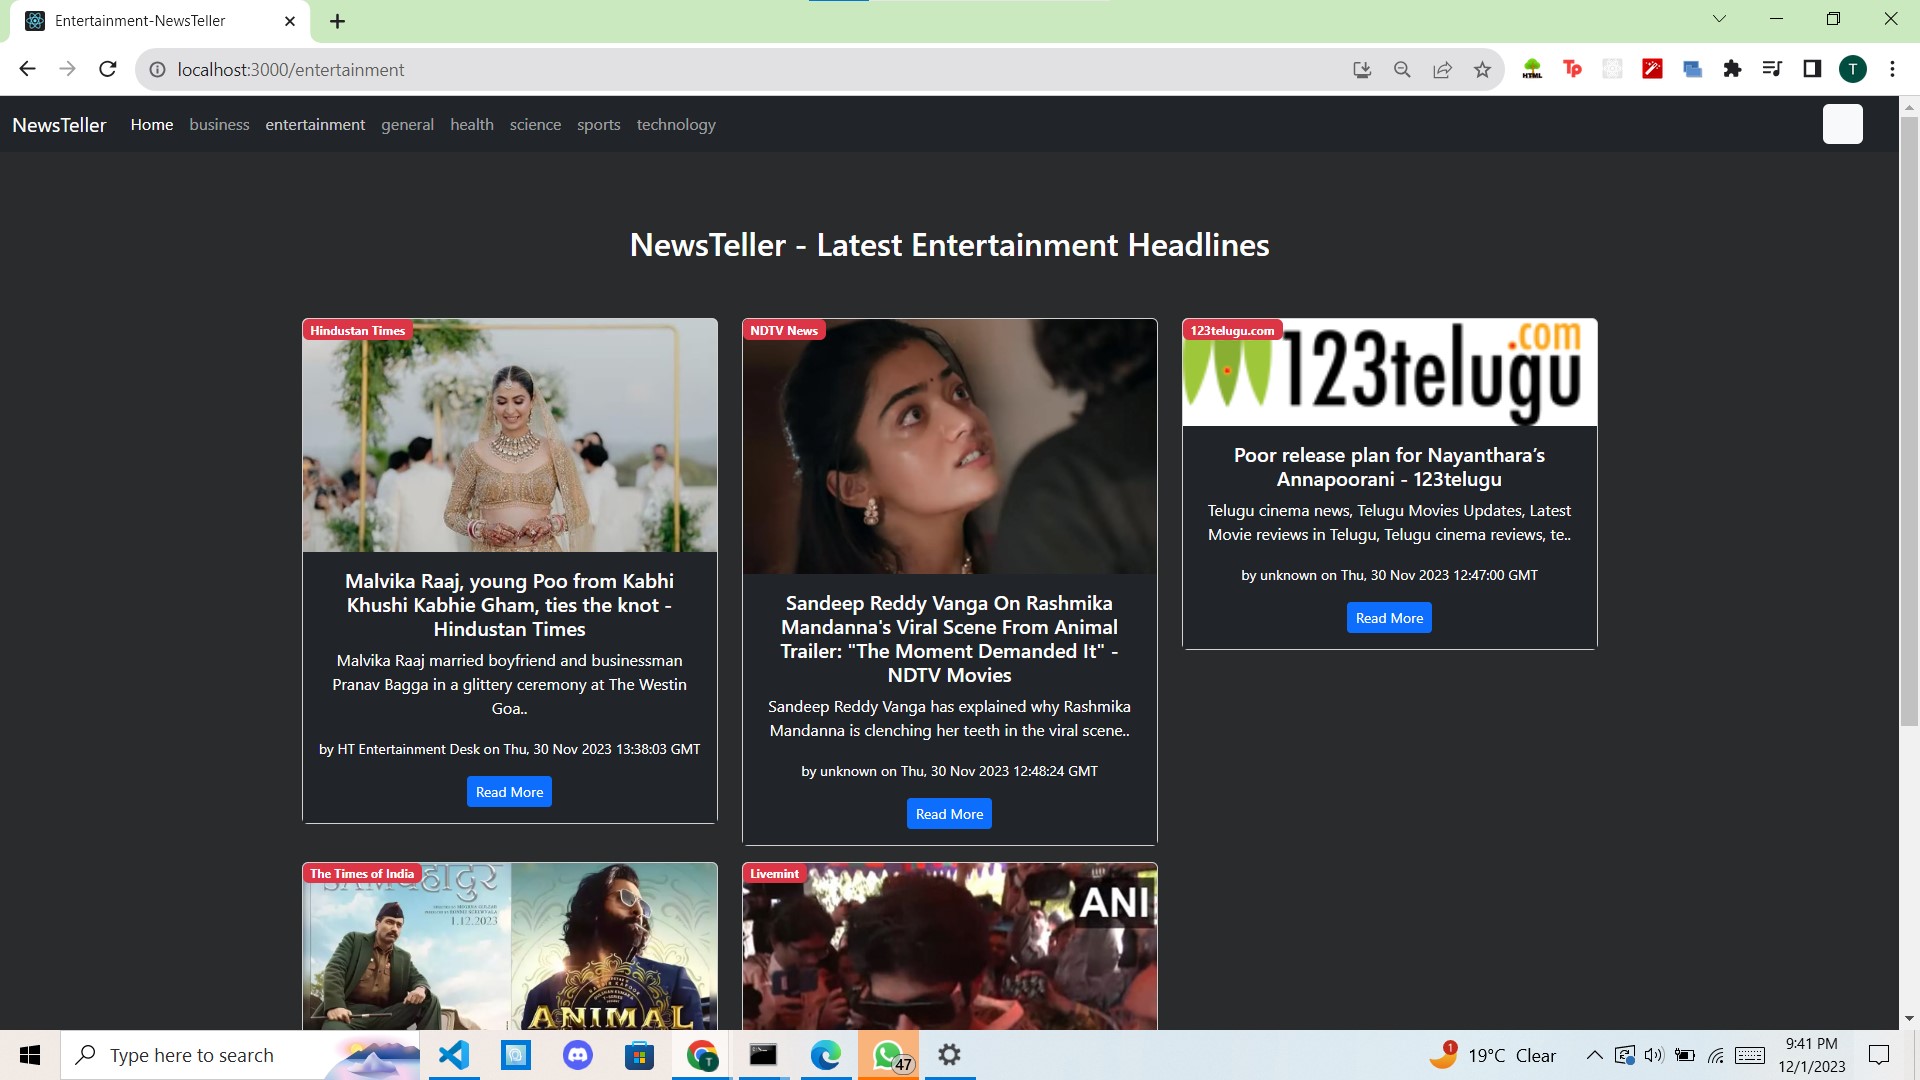 Entertainment-NewsTeller
localhost:3000/entertainment
HTML
Tp
T
NewsTeller Home business entertainment general health science sports technology
NewsTeller - Latest Entertainment Headlines
Hindustan Times
Malvika Raaj, young Poo from Kabhi
Khushi Kabhie Gham, ties the knot -
Hindustan Times
Malvika Raaj married boyfriend and businessman
Pranav Bagga in a glittery ceremony at The Westin
Goa..
by HT Entertainment Desk on Thu, 30 Nov 2023 13:38:03 GMT
Read More
NDTV News
Sandeep Reddy Vanga On Rashmika
Mandanna's Viral Scene From Animal
Trailer: "The Moment Demanded It" -
NDTV Movies
Sandeep Reddy Vanga has explained why Rashmika
Mandanna is clenching her teeth in the viral scene..
by unknown on Thu, 30 Nov 2023 12:48:24 GMT
Read More
123telugu.com
123telugu.com
Poor release plan for Nayanthara’s
Annapoorani - 123telugu
Telugu cinema news, Telugu Movies Updates, Latest
Movie reviews in Telugu, Telugu cinema reviews, te..
by unknown on Thu, 30 Nov 2023 12:47:00 GMT
Read More
The Times of India
1.12.2023
ANIMAL
Livemint
ANI
Type here to search
T
47
1
19°C Clear
9:41 PM
12/1/2023